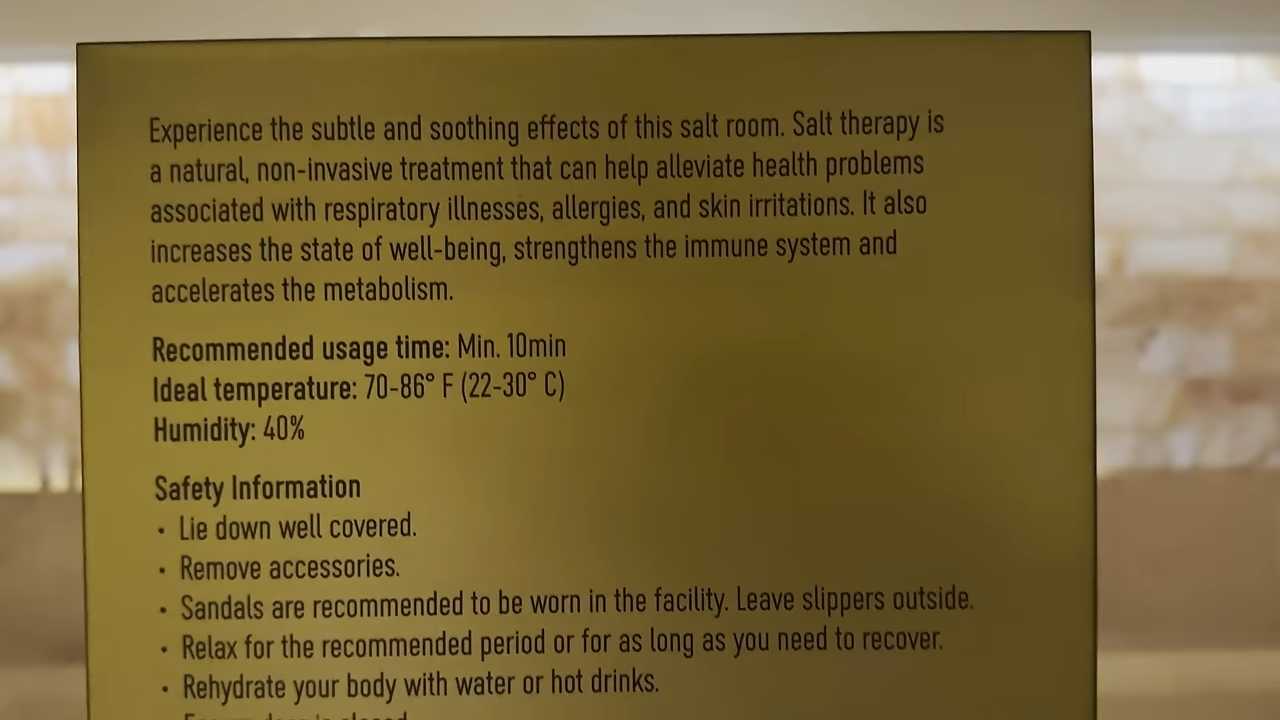 Experience the subtle and soothing effects of this salt room. Salt therapy is
a natural, non-invasive treatment that can help alleviate health problems
associated with respiratory illnesses, allergies, and skin irritations. It also
increases the state of well-being, strengthens the immune system and
accelerates the metabolism.
Recommended usage time: Min. 10min
Ideal temperature: 70-86° F (22-30° C)
Humidity: 40%
Safety Information
• Lie down well covered.
• Remove accessories.
• Sandals are recommended to be worn in the facility. Leave slippers outside.
• Relax for the recommended period or for as long as you need to recover.
• Rehydrate your body with water or hot drinks.